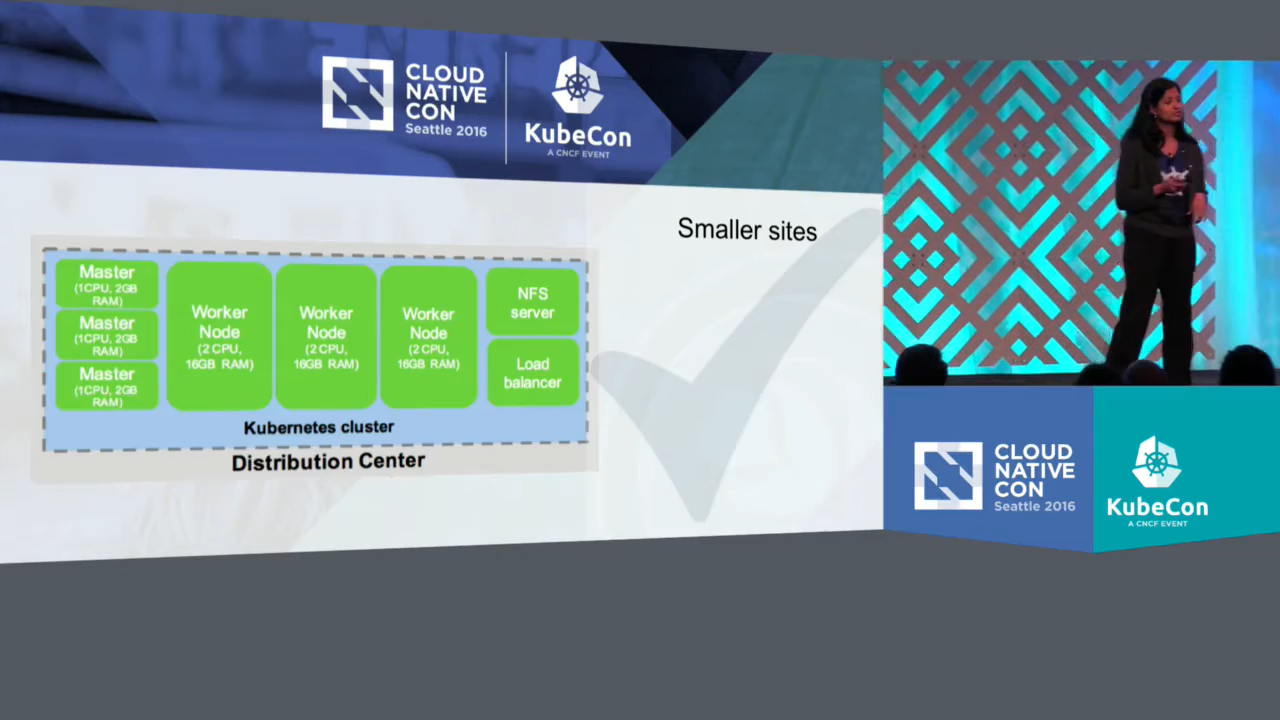 CLOUD
NATIVE
CON
Seattle 2016
KubeCon
A CNCF EVENT
Smaller sites
Master
(1CPU, 2GB
RAM)
Master
(1CPU, 2GB
RAM)
Master
(1CPU, 2GB
RAM)
Worker
Node
(2 CPU,
16GB RAM)
Worker
Node
(2 CPU,
16GB RAM)
Worker
Node
(2 CPU,
16GB RAM)
NFS
server
Load
balancer
Kubernetes cluster
Distribution Center
CLOUD
NATIVE
CON
Seattle 2016
KubeCon
A CNCF EVENT